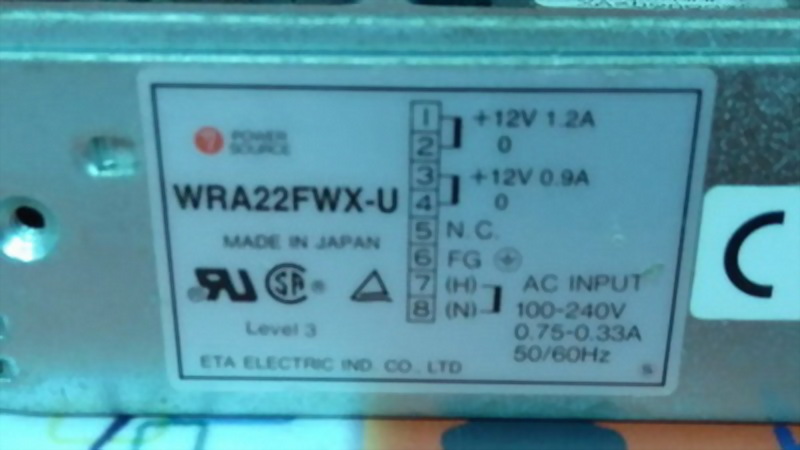 POWER
SOURCE
WRA22FWX-U
MADE IN JAPAN
Level 3
ETA ELECTRIC IND. CO., LTD
1 +12V 1.2A
2 0
3 +12V 0.9A
4 0
5 N.C.
6 FG
7 (H) AC INPUT
8 (N) 100-240V
0.75-0.33A
50/60Hz